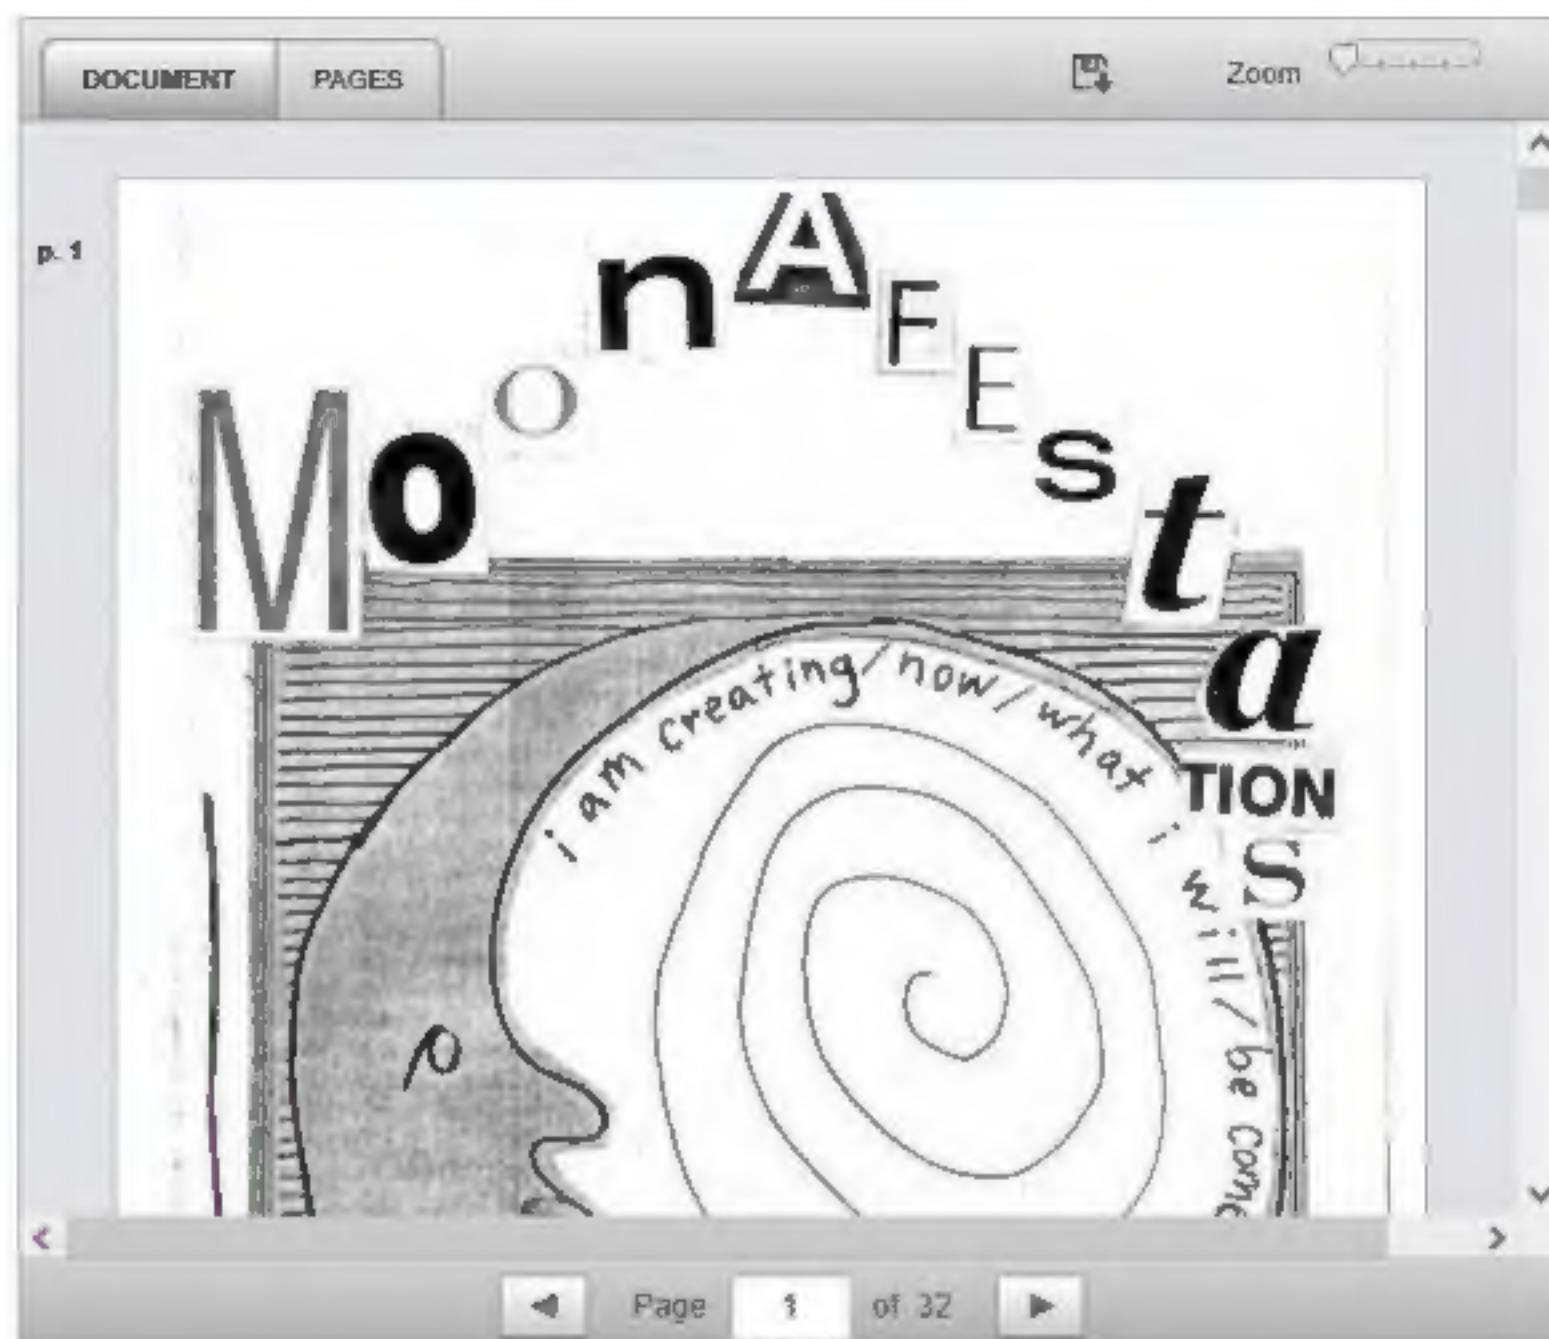 DOCUMENT PAGES Zoom
p. 1
MoOnAFEstaTIONS
i am creating/now/what i will/be
Page 1 of 32